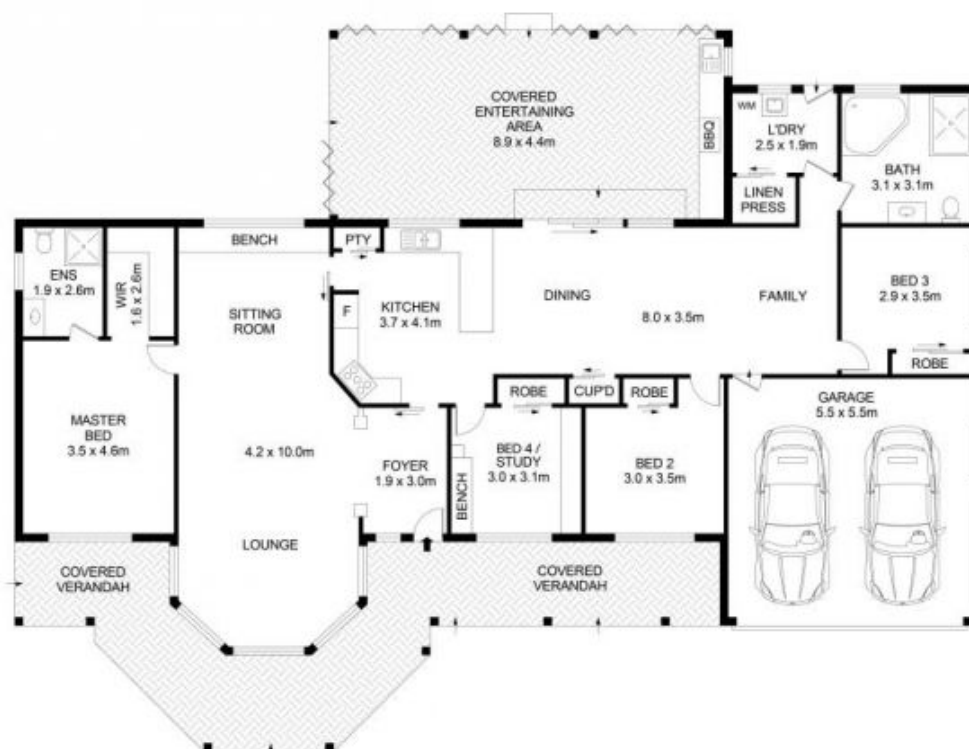 COVERED
ENTERTAINING
AREA
8.9 x 4.4m
BBQ
WM
L'DRY
2.5 x 1.9m
LINEN
PRESS
BATH
3.1 x 3.1m
ENS
1.9 x 2.6m
WIR
1.6 x 2.6m
BENCH
SITTING
ROOM
PTY
F
KITCHEN
3.7 x 4.1m
DINING
8.0 x 3.5m
FAMILY
BED 3
2.9 x 3.5m
ROBE
MASTER
BED
3.5 x 4.6m
4.2 x 10.0m
LOUNGE
FOYER
1.9 x 3.0m
ROBE
CUP'D
ROBE
BED 4 /
STUDY
3.0 x 3.1m
BENCH
BED 2
3.0 x 3.5m
GARAGE
5.5 x 5.5m
COVERED
VERANDAH
COVERED
VERANDAH